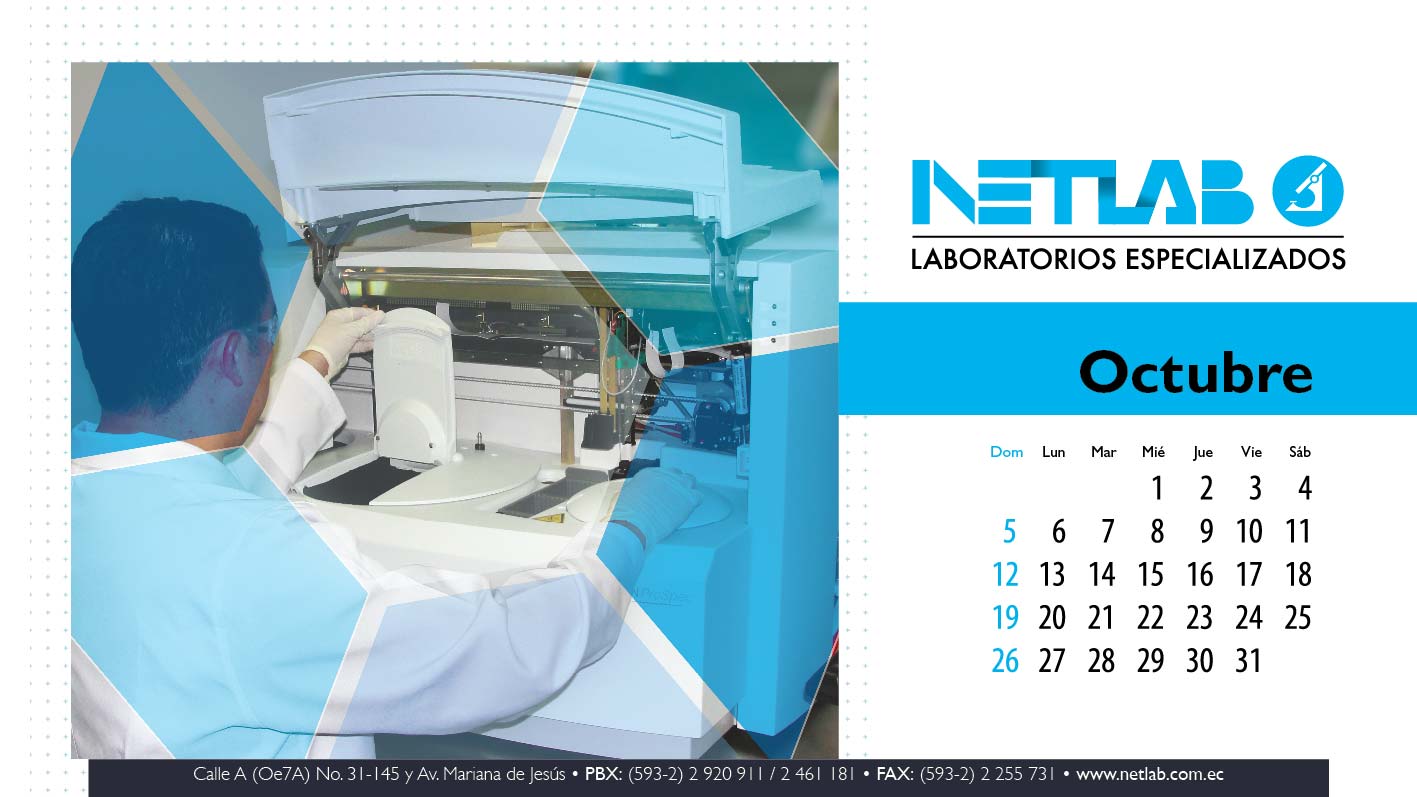 NETLAB
LABORATORIOS ESPECIALIZADOS
Octubre
Dom Lun Mar Mié Jue Vie Sáb
1 2 3 4
5 6 7 8 9 10 11
12 13 14 15 16 17 18
19 20 21 22 23 24 25
26 27 28 29 30 31
Calle A (Oe7A) No. 31-145 y Av. Mariana de Jesús • PBX: (593-2) 2 920 911 / 2 461 181 • FAX: (593-2) 2 255 731 • www.netlab.com.ec